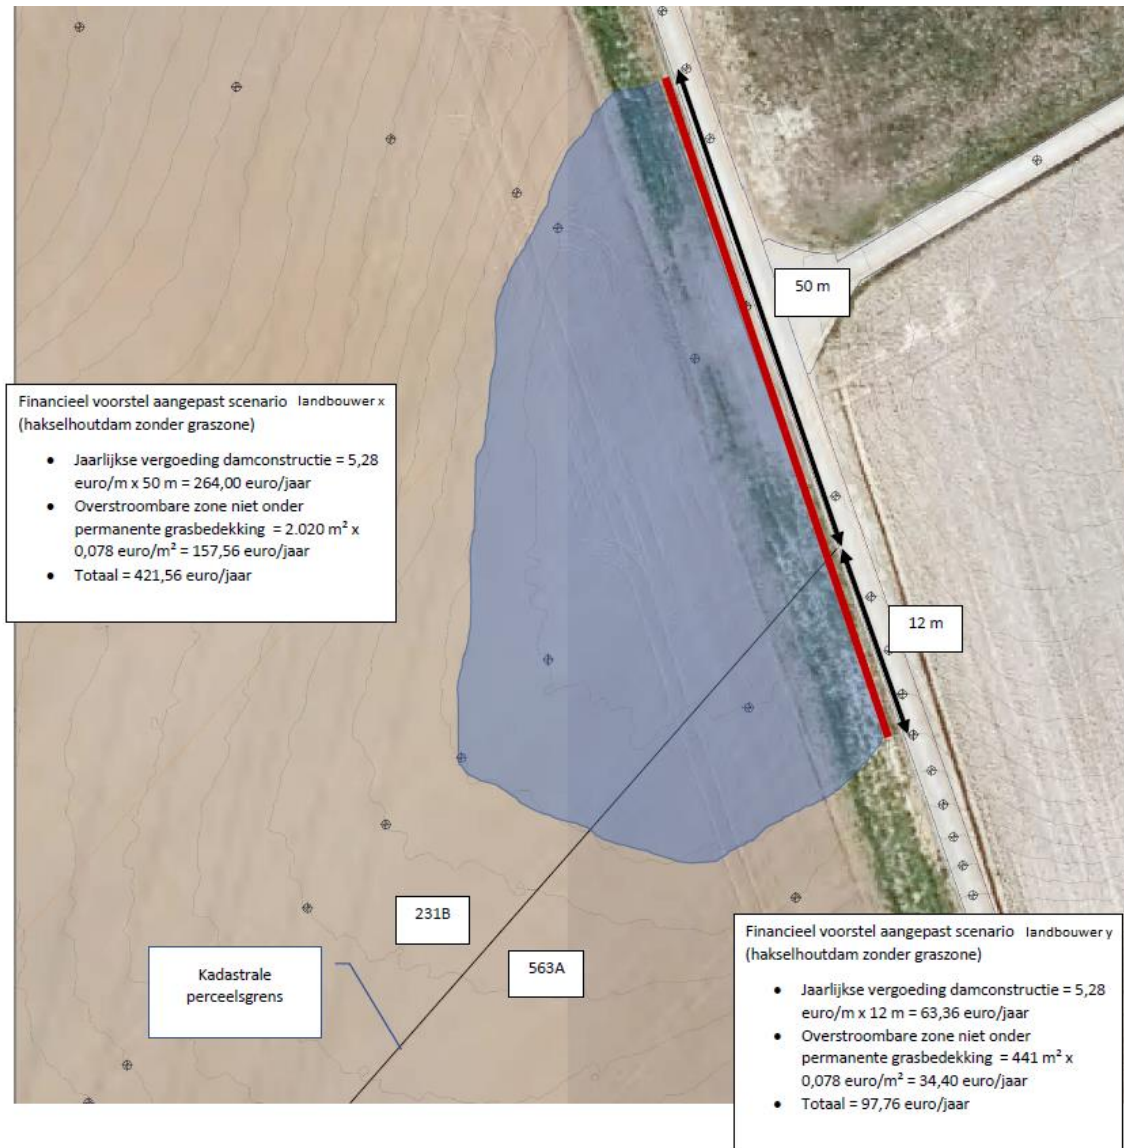 50 m
Financieel voorstel aangepast scenario landbouwer x
(hakselhoutdam zonder graszone)
• Jaarlijkse vergoeding damconstructie = 5,28
euro/m x 50 m = 264,00 euro/jaar
• Overstroombare zone niet onder
permanente grasbedekking = 2.020 m² x
0,078 euro/m² = 157,56 euro/jaar
• Totaal = 421,56 euro/jaar
12 m
231B
563A
Kadastrale
perceelsgrens
Financieel voorstel aangepast scenario landbouwer y
(hakselhoutdam zonder graszone)
• Jaarlijkse vergoeding damconstructie = 5,28
euro/m x 12 m = 63,36 euro/jaar
• Overstroombare zone niet onder
permanente grasbedekking = 441 m² x
0,078 euro/m² = 34,40 euro/jaar
• Totaal = 97,76 euro/jaar